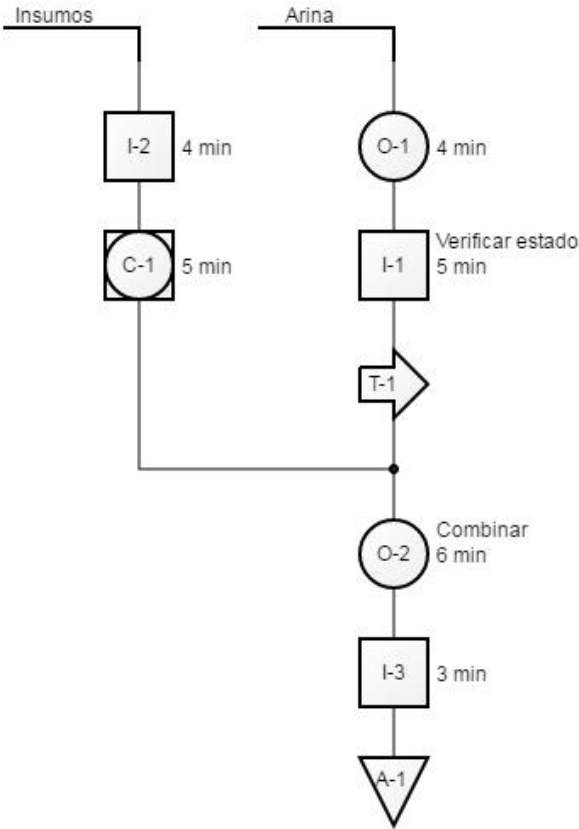 Insumos
Arina
I-2
4 min
O-1
4 min
C-1
5 min
I-1
Verificar estado
5 min
T-1
O-2
Combinar
6 min
I-3
3 min
A-1